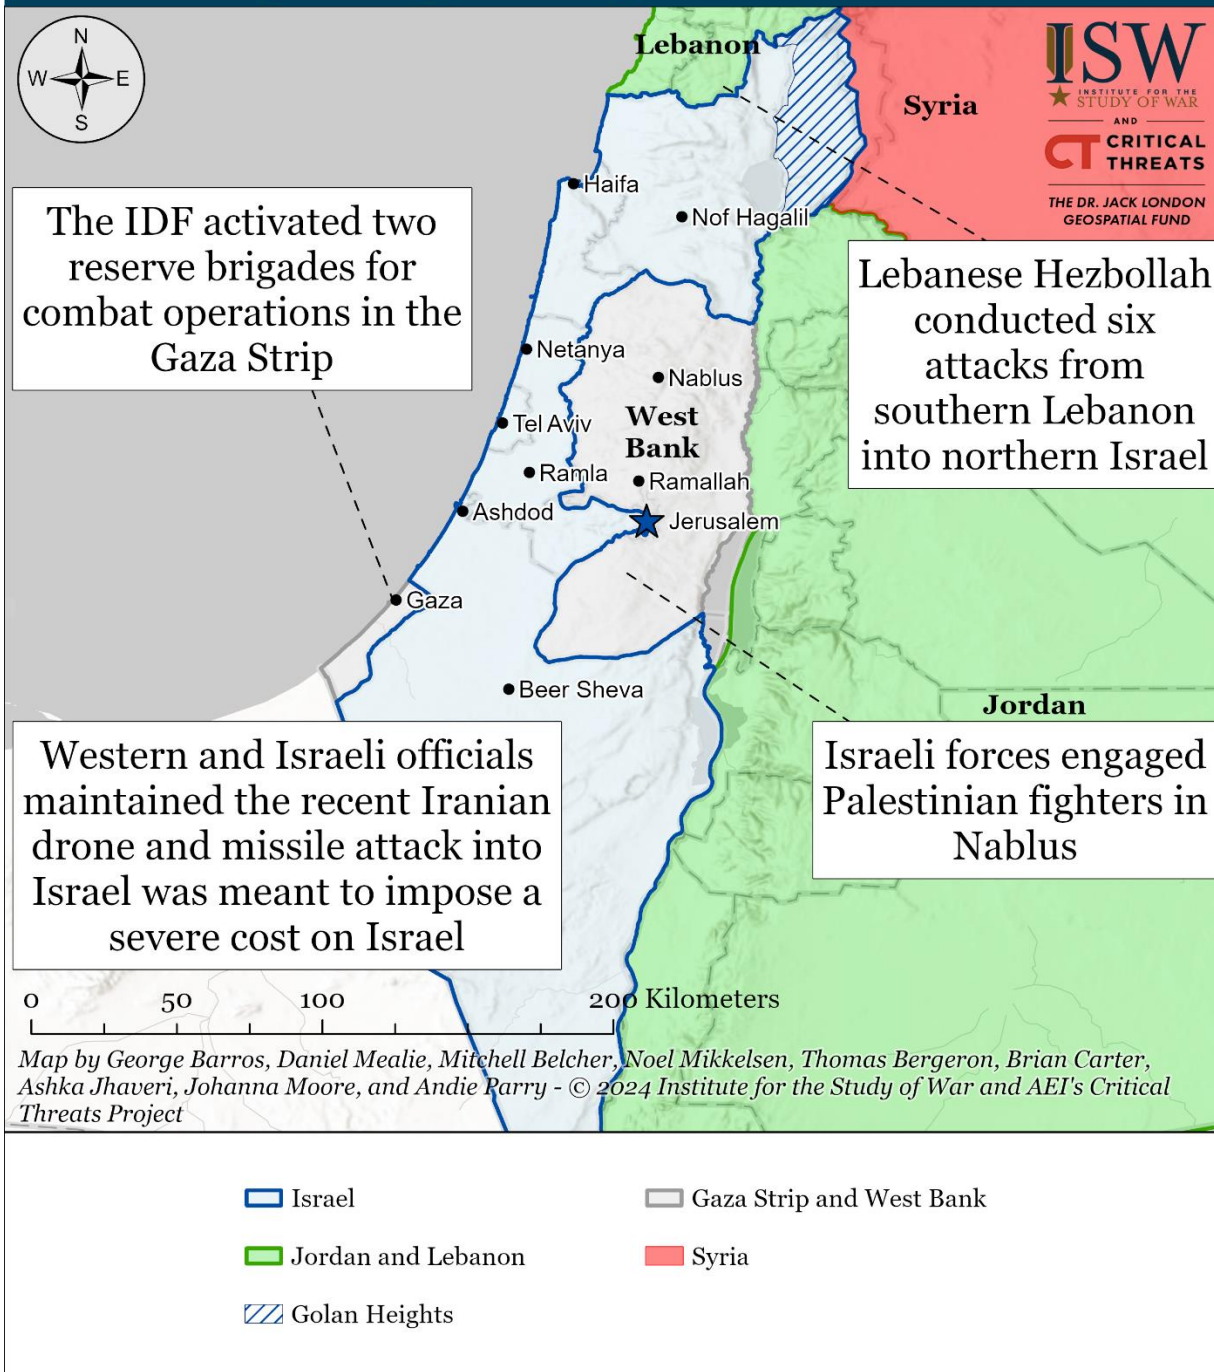 N
W
E
S
Lebanon
Syria
ISW
INSTITUTE FOR THE
STUDY OF WAR
AND
CT CRITICAL
THREATS
THE DR. JACK LONDON
GEOSPATIAL FUND
Haifa
Nof Hagalil
The IDF activated two
reserve brigades for
combat operations in the
Gaza Strip
Lebanese Hezbollah
conducted six
attacks from
southern Lebanon
into northern Israel
Netanya
Nablus
Tel Aviv
West
Bank
Ramla
Ramallah
Ashdod
Jerusalem
Gaza
Beer Sheva
Jordan
Western and Israeli officials
maintained the recent Iranian
drone and missile attack into
Israel was meant to impose a
severe cost on Israel
Israeli forces engaged
Palestinian fighters in
Nablus
0 50 100 200 Kilometers
Map by George Barros, Daniel Mealie, Mitchell Belcher, Noel Mikkelsen, Thomas Bergeron, Brian Carter,
Ashka Jhaveri, Johanna Moore, and Andie Parry - © 2024 Institute for the Study of War and AEI's Critical
Threats Project
Israel
Gaza Strip and West Bank
Jordan and Lebanon
Syria
Golan Heights